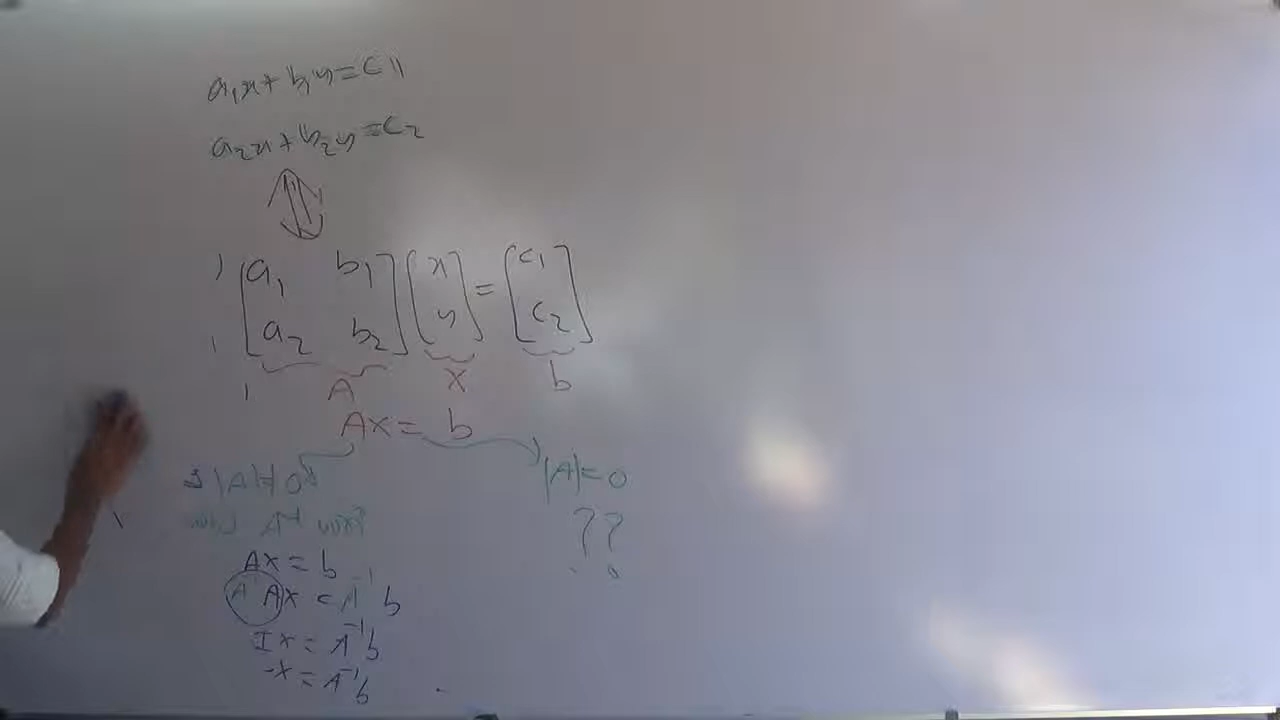 a₁x + b₁y = c₁
a₂x + b₂y = c₂
[a₁ b₁; a₂ b₂] [x; y] = [c₁; c₂]
A X b
AX = b
|A| ≠ 0 |A| = 0
A⁻¹ ??
AX = b
A⁻¹AX = A⁻¹b
IX = A⁻¹b
X = A⁻¹b